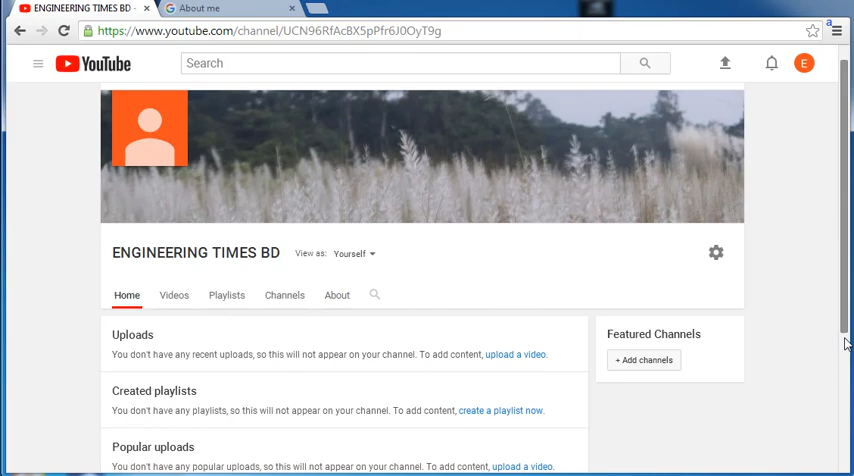 ENGINEERING TIMES BD -
About me
https://www.youtube.com/channel/UCN96RfAcBX5pPfr6J0OyT9g
a
YouTube
Search
E
ENGINEERING TIMES BD
View as: Yourself
Home Videos Playlists Channels About
Uploads
You don't have any recent uploads, so this will not appear on your channel. To add content, upload a video.
Featured Channels
+ Add channels
Created playlists
You don't have any playlists, so this will not appear on your channel. To add content, create a playlist now.
Popular uploads
You don't have any popular uploads, so this will not appear on your channel. To add content, upload a video.